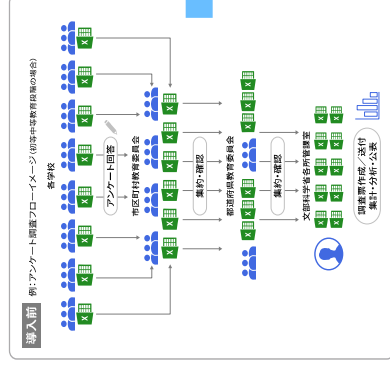 導入前
例：アンケート調査フローイメージ（初等中等教育段階の場合）
各学校
アンケート回答
市区町村教育委員会
集約・確認
都道府県教育委員会
集約・確認
文部科学省各所管課室
調査票作成／送付
集計・分析・公表